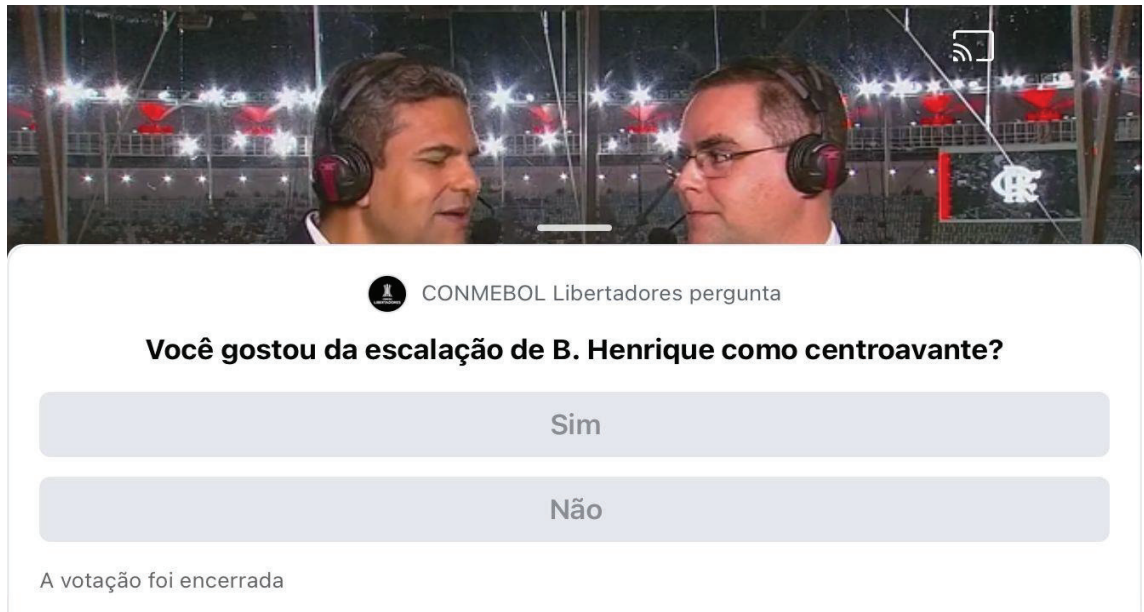 CONMEBOL Libertadores pergunta
Você gostou da escalação de B. Henrique como centroavante?
Sim
Não
A votação foi encerrada